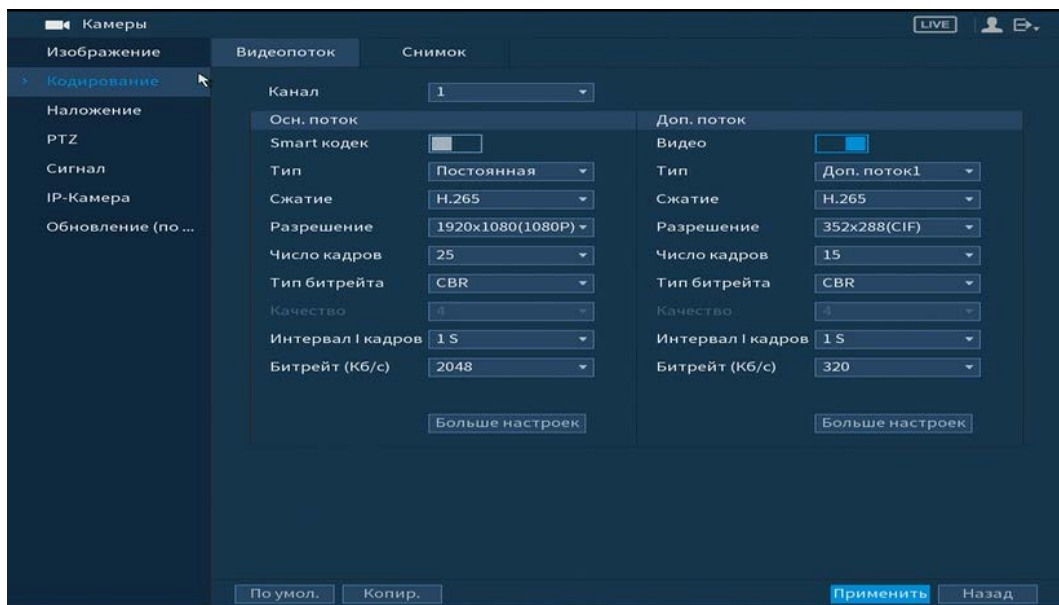 Камеры LIVE
Изображение
Кодирование
Наложение
PTZ
Сигнал
IP-Камера
Обновление (по ...
Видеопоток Снимок
Канал 1
Осн. поток Доп. поток
Smart кодек Видео
Тип Постоянная Тип Доп. поток1
Сжатие H.265 Сжатие H.265
Разрешение 1920x1080(1080P) Разрешение 352x288(CIF)
Число кадров 25 Число кадров 15
Тип битрейта CBR Тип битрейта CBR
Качество 4 Качество 4
Интервал I кадров 1 S Интервал I кадров 1 S
Битрейт (Кб/с) 2048 Битрейт (Кб/с) 320
Больше настроек Больше настроек
По умол. Копир. Применить Назад